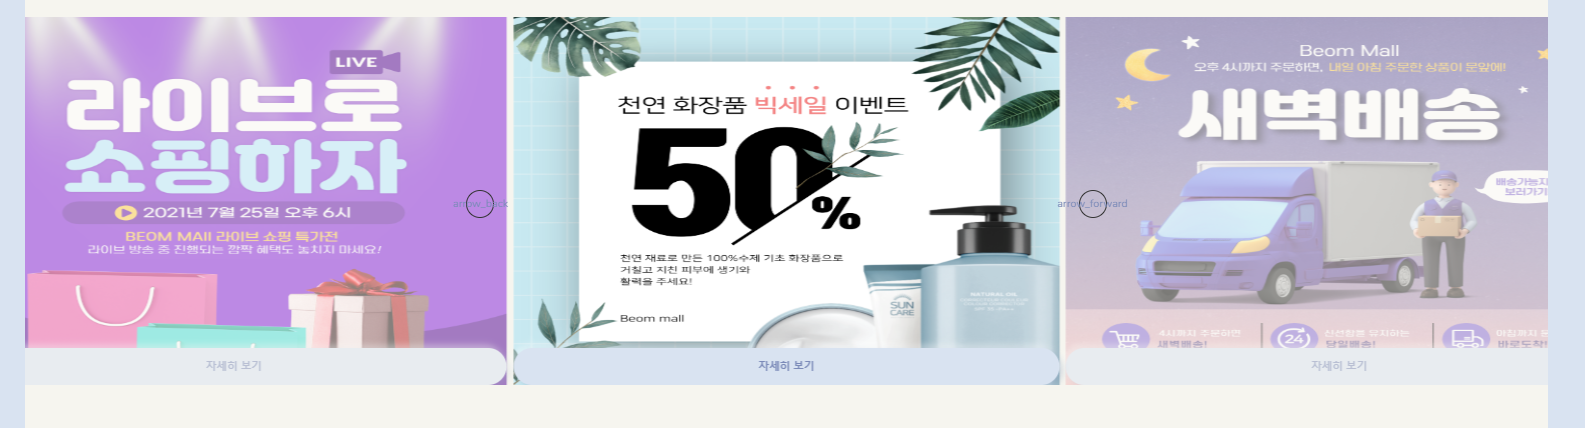 LIVE
라이브로
쇼핑하자
2021년 7월 25일 오후 6시
BEOM MAll 라이브 쇼핑 특가전
라이브 방송 중 진행되는 깜짝 혜택도 놓치지 마세요!
자세히 보기
arrow_back
천연 화장품 빅세일 이벤트
50%
천연 재료로 만든 100%수제 기초 화장품으로
거칠고 지친 피부에 생기와
활력을 주세요!
Beom mall
SUN
CARE
NATURAL OIL
자세히 보기
arrow_forward
Beom Mall
오후 4시까지 주문하면, 내일 아침 주문한 상품이 문앞에!
새벽배송
배송가능지
보러가기
4시까지 주문하면
새벽배송!
24
신선함을 유지하는
당일배송!
아침까지
바로도착
자세히 보기